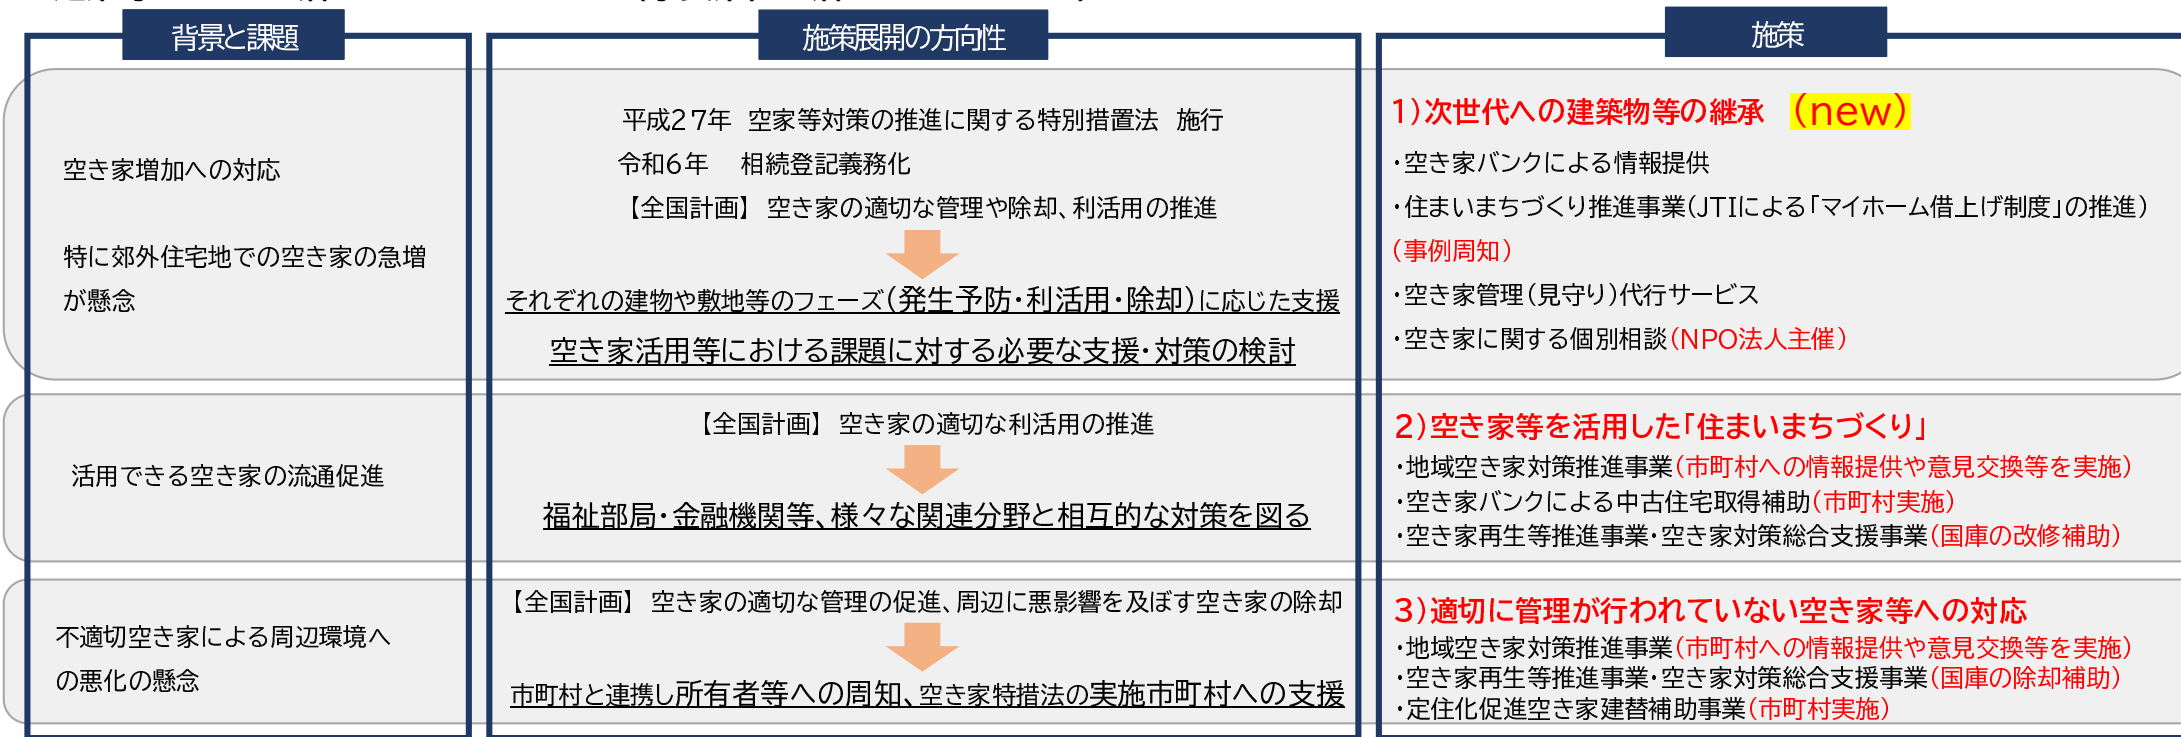 背景と課題
空き家増加への対応
特に郊外住宅地での空き家の急増
が懸念
活用できる空き家の流通促進
不適切空き家による周辺環境へ
の悪化の懸念
施策展開の方向性
平成27年 空家等対策の推進に関する特別措置法 施行
令和6年 相続登記義務化
【全国計画】 空き家の適切な管理や除却、利活用の推進
それぞれの建物や敷地等のフェーズ(発生予防・利活用・除却)に応じた支援
空き家活用等における課題に対する必要な支援・対策の検討
【全国計画】 空き家の適切な利活用の推進
福祉部局・金融機関等、様々な関連分野と相互的な対策を図る
【全国計画】 空き家の適切な管理の促進、周辺に悪影響を及ぼす空き家の除却
市町村と連携し所有者等への周知、空き家特措法の実施市町村への支援
施策
1)次世代への建築物等の継承 (new)
・空き家バンクによる情報提供
・住まいまちづくり推進事業(JTIによる「マイホーム借上げ制度」の推進)
(事例周知)
・空き家管理(見守り)代行サービス
・空き家に関する個別相談(NPO法人主催)
2)空き家等を活用した「住まいまちづくり」
・地域空き家対策推進事業(市町村への情報提供や意見交換等を実施)
・空き家バンクによる中古住宅取得補助(市町村実施)
・空き家再生等推進事業・空き家対策総合支援事業(国庫の改修補助)
3)適切に管理が行われていない空き家等への対応
・地域空き家対策推進事業(市町村への情報提供や意見交換等を実施)
・空き家再生等推進事業・空き家対策総合支援事業(国庫の除却補助)
・定住化促進空き家建替補助事業(市町村実施)